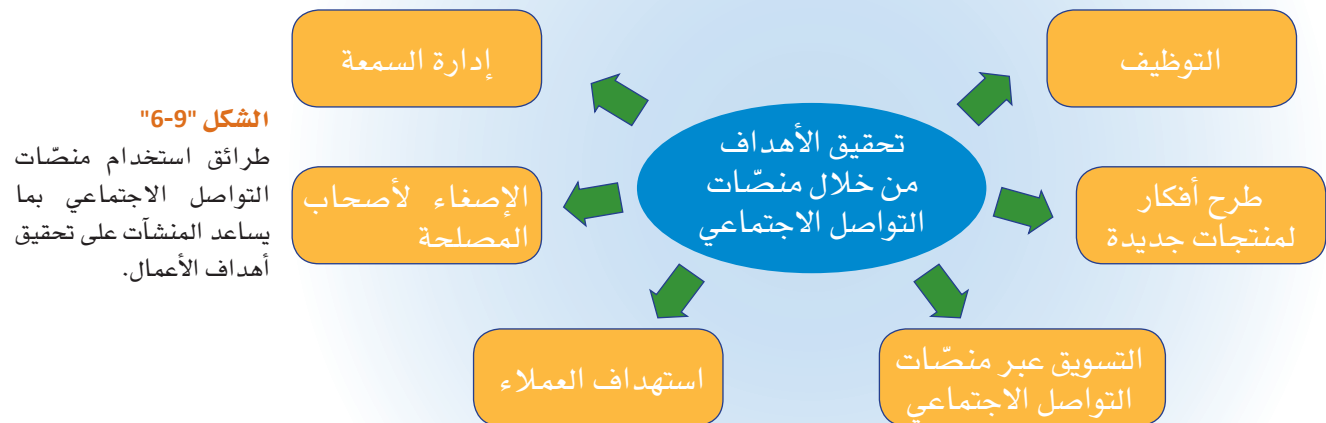 التوظيف
إدارة السمعة
تحقيق الأهداف
من خلال منصّات
التواصل الاجتماعي
طرح أفكار
لمنتجات جديدة
الإصغاء لأصحاب
المصلحة
التسويق عبر منصّات
التواصل الاجتماعي
استهداف العملاء
الشكل "9-6"
طرائق استخدام منصّات
التواصل الاجتماعي بما
يساعد المنشآت على تحقيق
أهداف الأعمال.